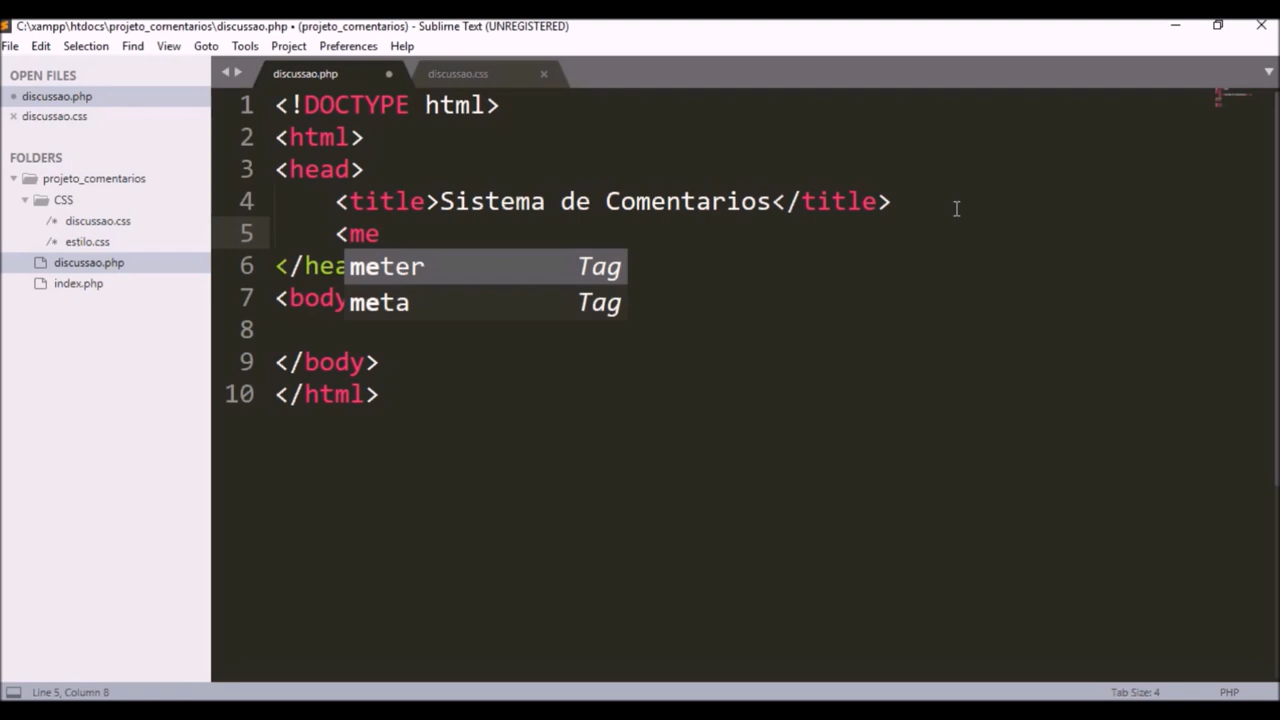 C:\xampp\htdocs\projeto_comentarios\discussao.php • (projeto_comentarios) - Sublime Text (UNREGISTERED)
File Edit Selection Find View Goto Tools Project Preferences Help
OPEN FILES
discussao.php
discussao.css
FOLDERS
projeto_comentarios
CSS
/* discussao.css
/* estilo.css
discussao.php
index.php
discussao.php discussao.css
1 <!DOCTYPE html>
2 <html>
3 <head>
4 <title>Sistema de Comentarios</title>
5 <me
6 </hea
meter Tag
7 <body
meta Tag
8
9 </body>
10 </html>
Line 5, Column 8 Tab Size: 4 PHP